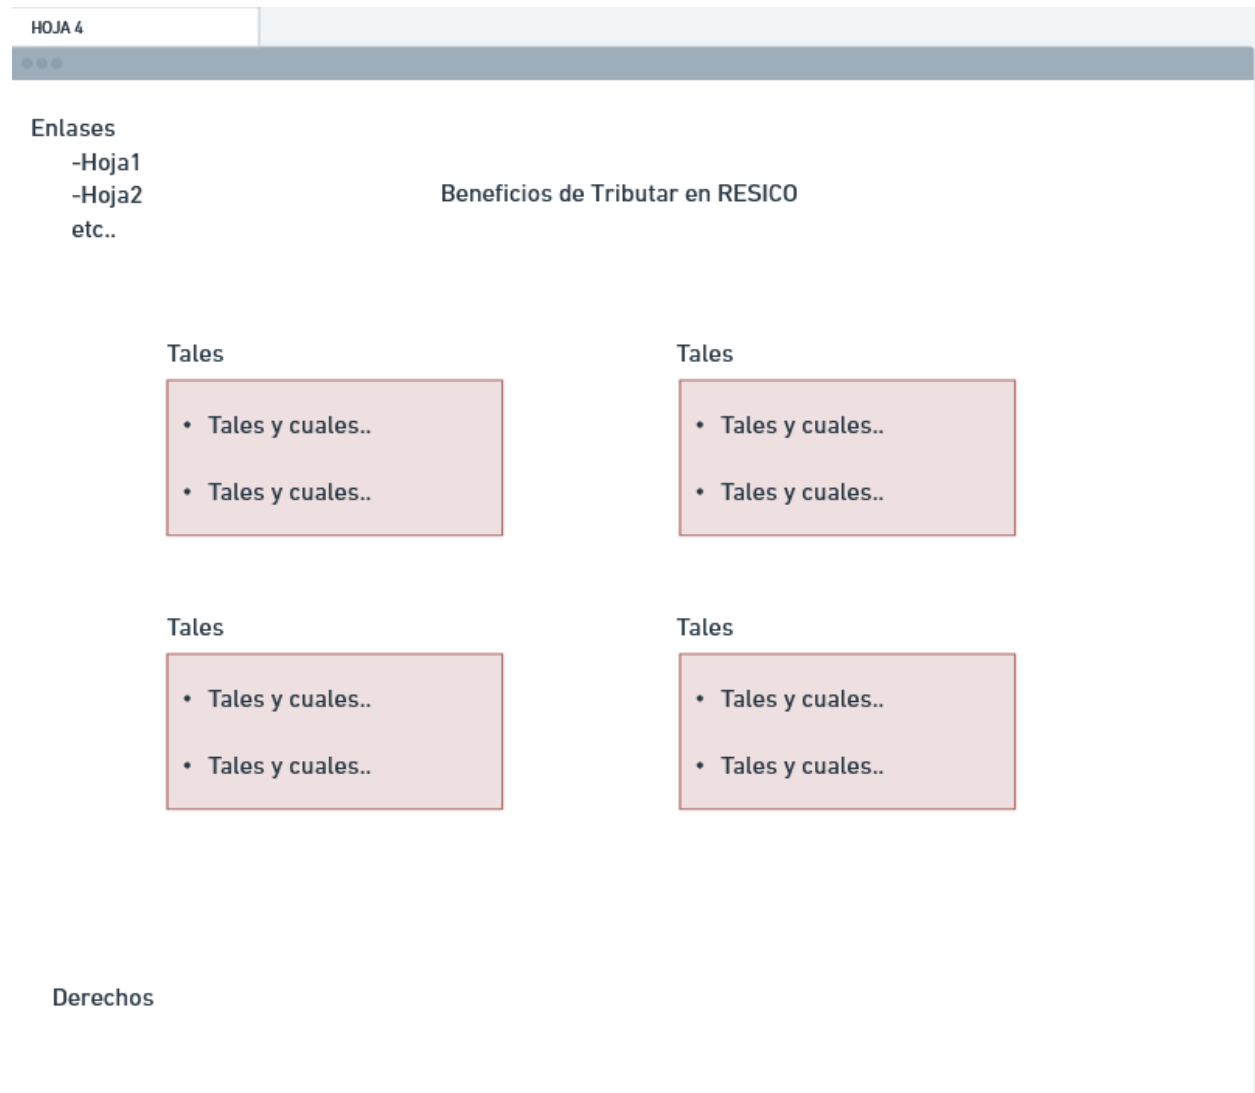 HOJA 4
Enlases
-Hoja1
-Hoja2
etc..
Beneficios de Tributar en RESICO
Tales
• Tales y cuales..
• Tales y cuales..
Tales
• Tales y cuales..
• Tales y cuales..
Tales
• Tales y cuales..
• Tales y cuales..
Tales
• Tales y cuales..
• Tales y cuales..
Derechos